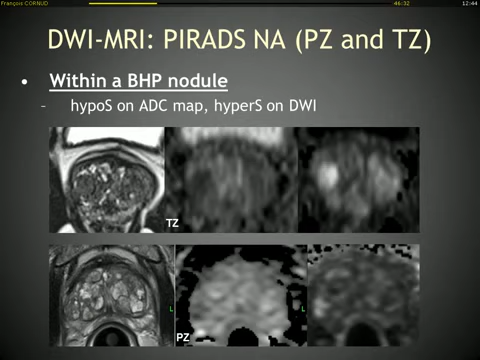 François CORNUD 46:32 12:44
DWI-MRI: PIRADS NA (PZ and TZ)
• Within a BHP nodule
– hypoS on ADC map, hyperS on DWI
TZ
L
L
PZ